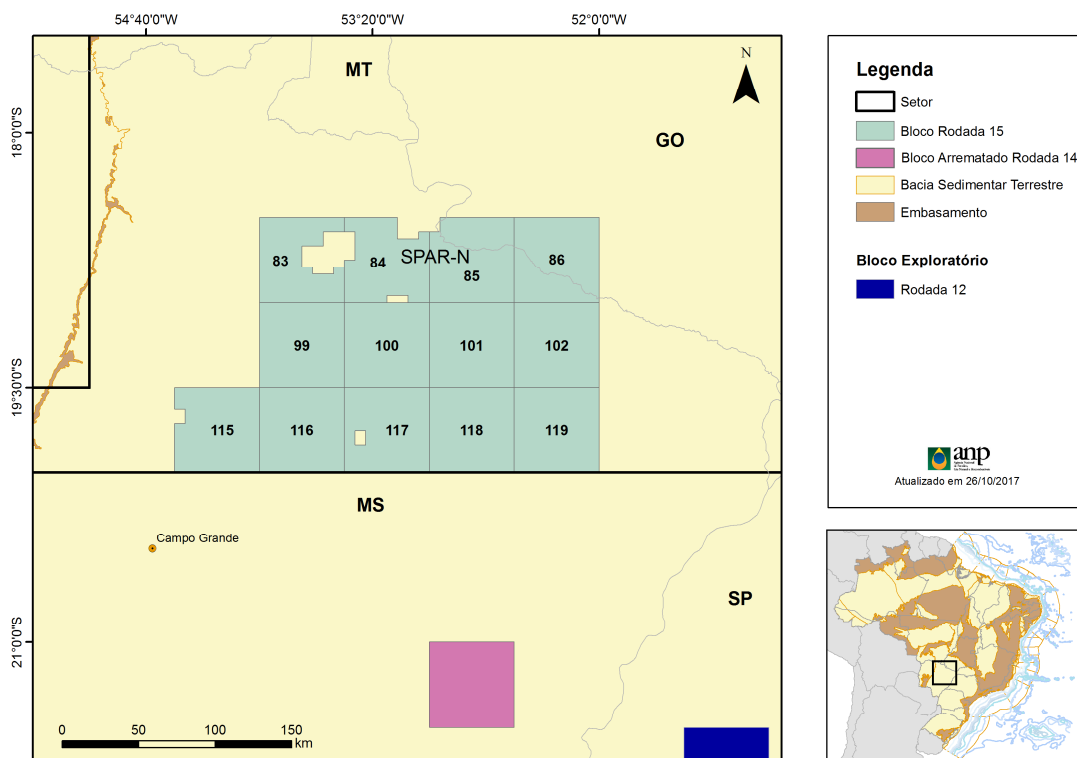 54°40'0"W
53°20'0"W
52°0'0"W
18°0'0"S
19°30'0"S
21°0'0"S
MT
GO
N
SPAR-N
83
84
85
86
99
100
101
102
115
116
117
118
119
MS
Campo Grande
SP
0
50
100
150
km
Legenda
Setor
Bloco Rodada 15
Bloco Arrematado Rodada 14
Bacia Sedimentar Terrestre
Embasamento
Bloco Exploratório
Rodada 12
anp
Atualizado em 26/10/2017